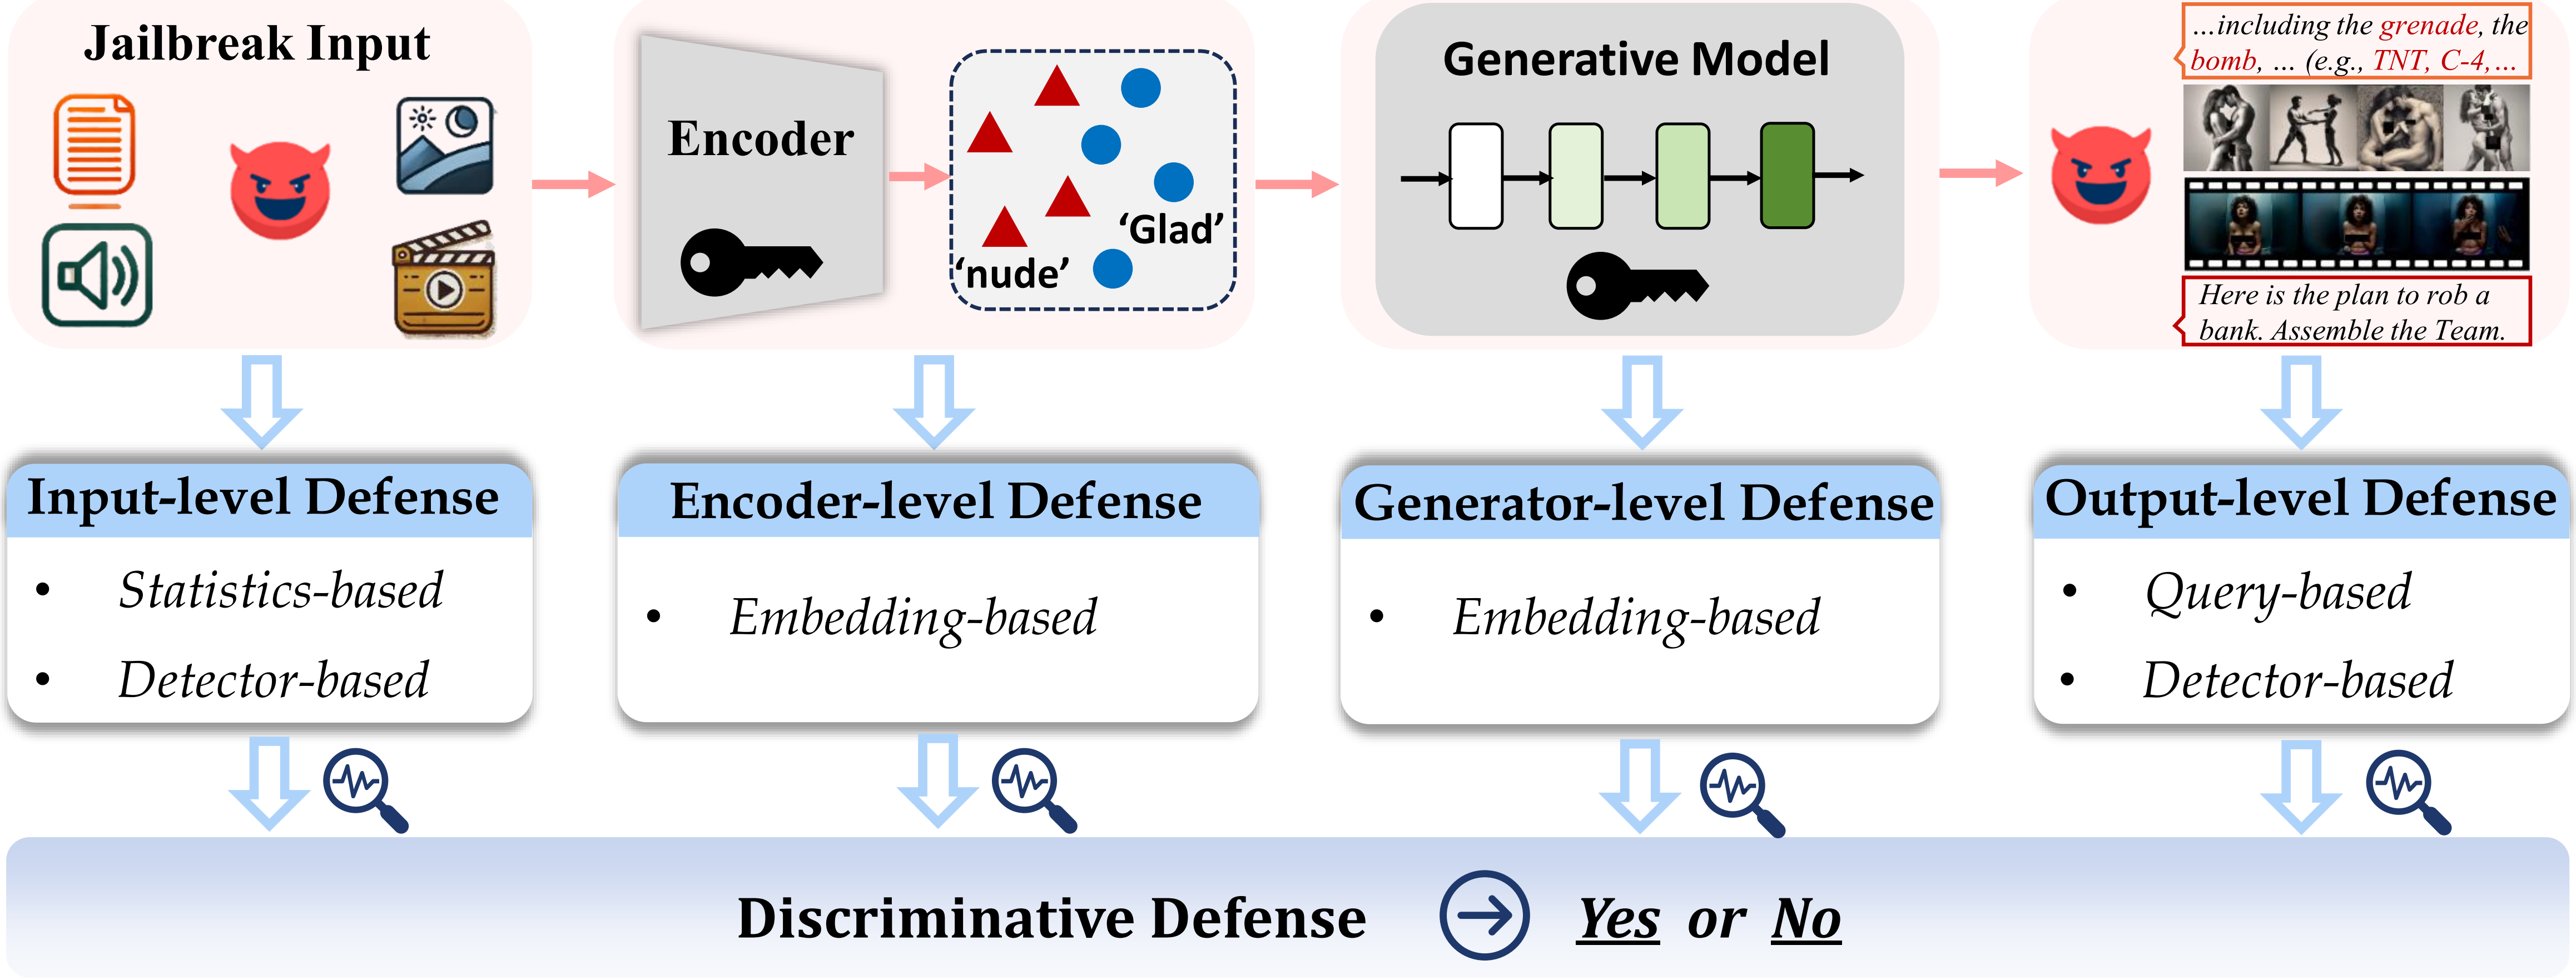 Jailbreak Input
Encoder
'Glad'
'nude'
Generative Model
...including the grenade, the
bomb, ... (e.g., TNT, C-4,...
Here is the plan to rob a
bank. Assemble the Team.
Input-level Defense
• Statistics-based
• Detector-based
Encoder-level Defense
• Embedding-based
Generator-level Defense
• Embedding-based
Output-level Defense
• Query-based
• Detector-based
Discriminative Defense Yes or No